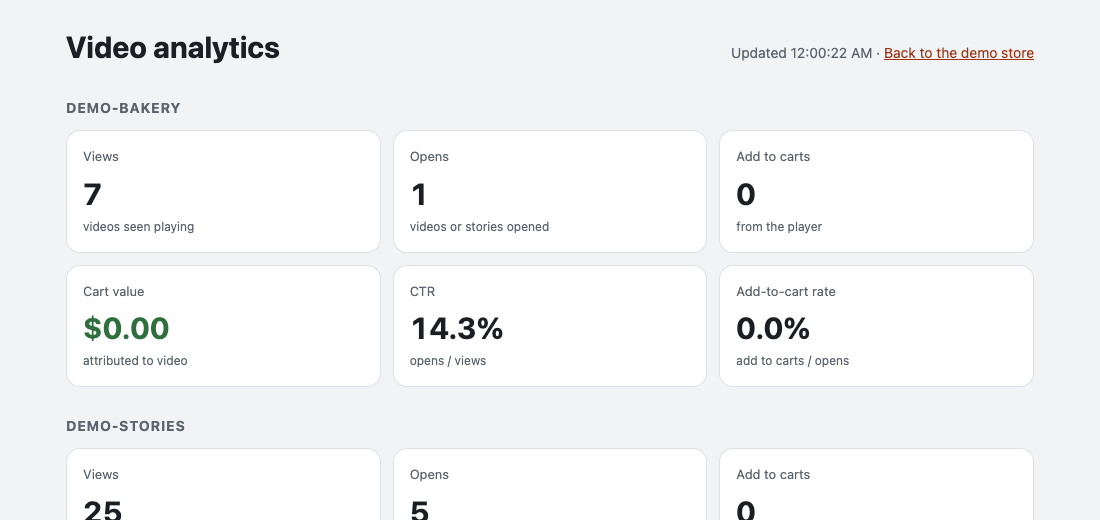 Video analytics
Updated 12:00:22 AM · Back to the demo store
DEMO-BAKERY
Views
7
videos seen playing
Opens
1
videos or stories opened
Add to carts
0
from the player
Cart value
$0.00
attributed to video
CTR
14.3%
opens / views
Add-to-cart rate
0.0%
add to carts / opens
DEMO-STORIES
Views
25
Opens
5
Add to carts
0